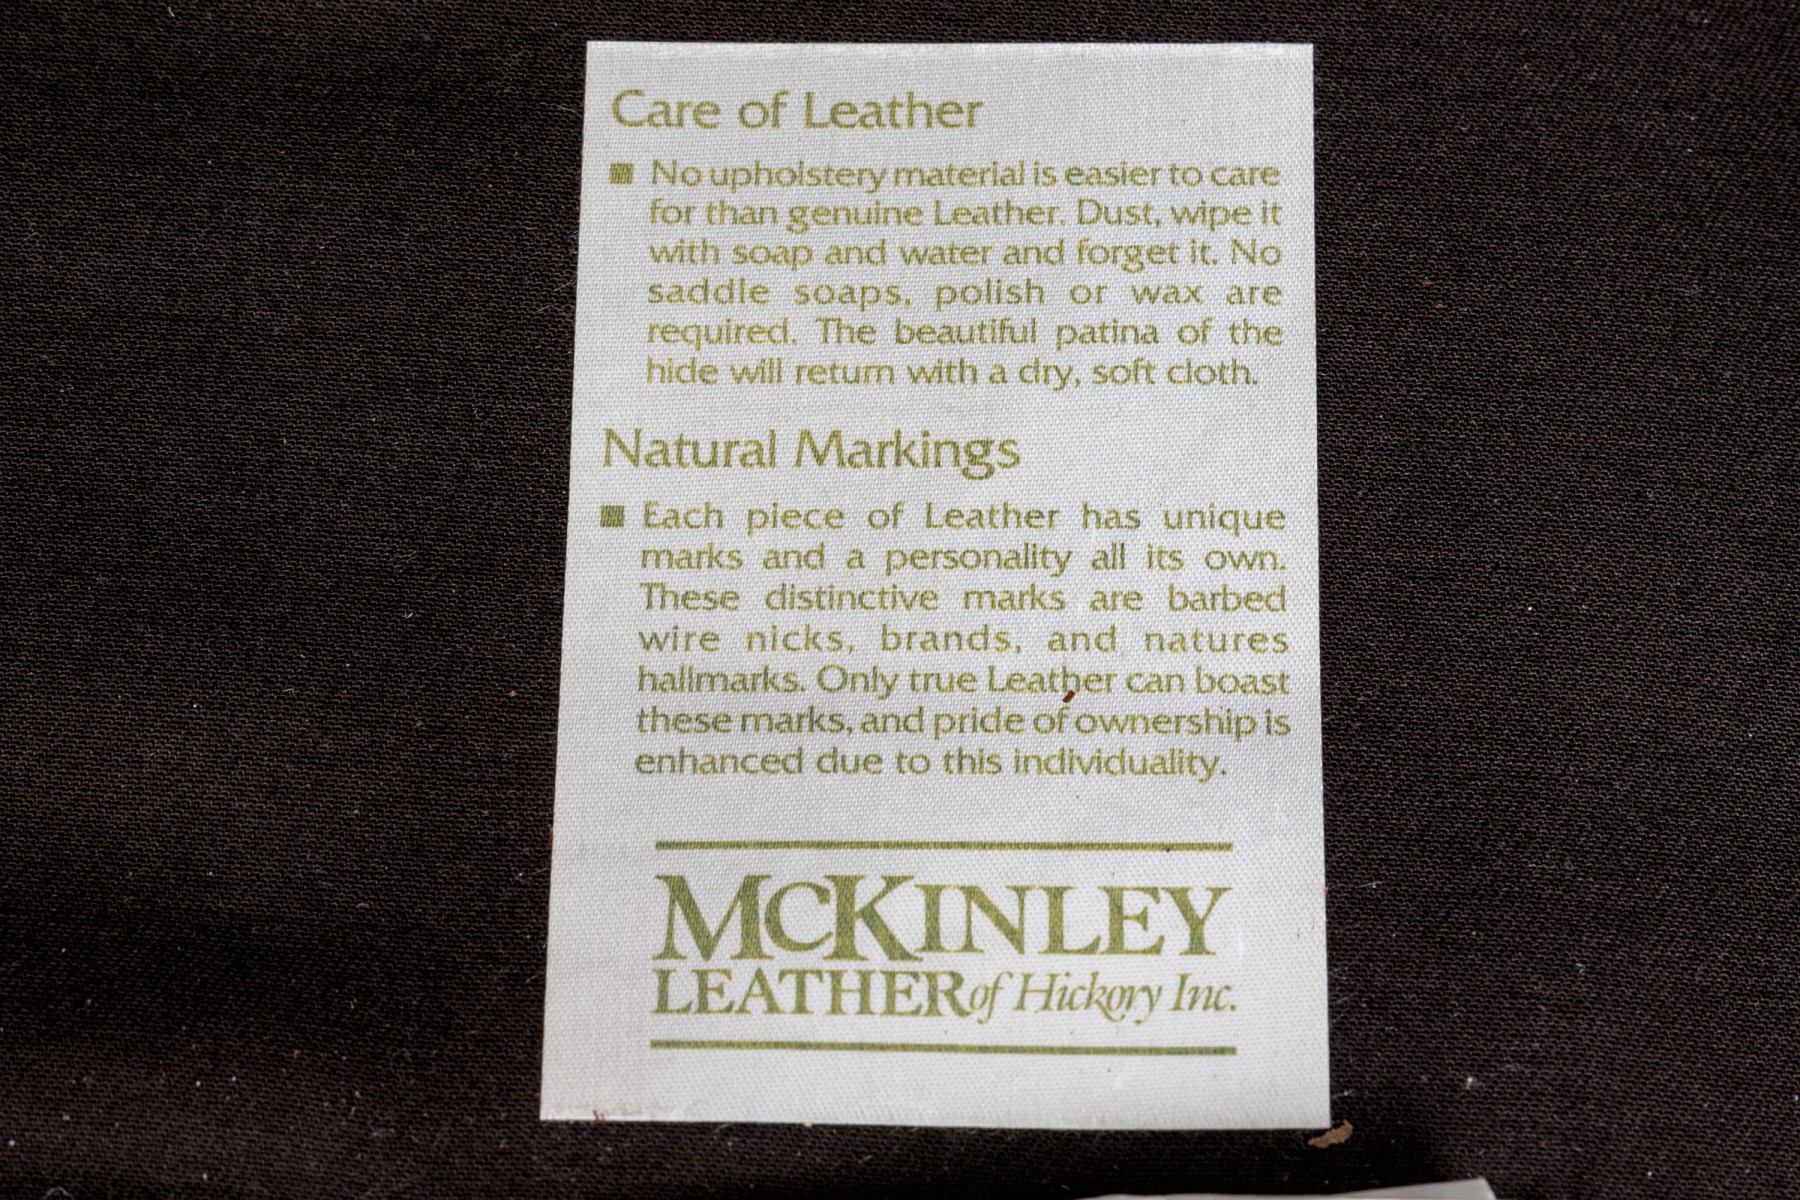 Care of Leather
■ No upholstery material is easier to care
for than genuine Leather. Dust, wipe it
with soap and water and forget it. No
saddle soaps, polish or wax are
required. The beautiful patina of the
hide will return with a dry, soft cloth.
Natural Markings
■ Each piece of Leather has unique
marks and a personality all its own.
These distinctive marks are barbed
wire nicks, brands, and natures
hallmarks. Only true Leather can boast
these marks, and pride of ownership is
enhanced due to this individuality.
MCKINLEY
LEATHER of Hickory Inc.